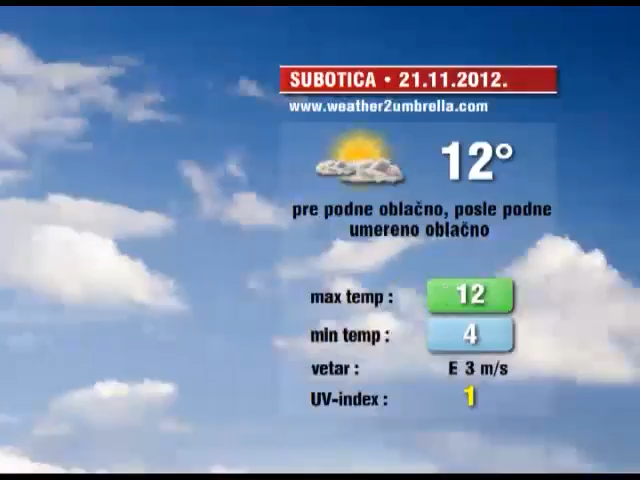 SUBOTICA • 21.11.2012.
www.weather2umbrella.com
12°
pre podne oblačno, posle podne
umereno oblačno
max temp : 12
min temp : 4
vetar : E 3 m/s
UV-index : 1